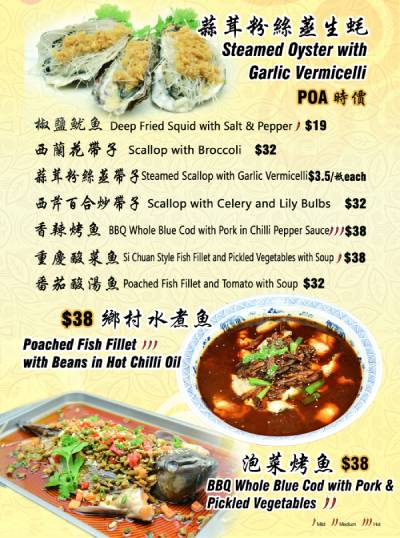 蒜茸粉絲蒸生蚝
Steamed Oyster with
Garlic Vermicelli
POA 時價
椒鹽魷魚 Deep Fried Squid with Salt & Pepper $19
西蘭花帶子 Scallop with Broccoli $32
蒜茸粉絲蒸帶子 Steamed Scallop with Garlic Vermicelli $3.5/each
西芹百合炒帶子 Scallop with Celery and Lily Bulbs $32
香辣烤魚 BBQ Whole Blue Cod with Pork in Chilli Pepper Sauce $38
重慶酸菜魚 Si Chuan Style Fish Fillet and Pickled Vegetables with Soup $38
番茄酸湯魚 Poached Fish Fillet and Tomato with Soup $32
$38 鄉村水煮魚
Poached Fish Fillet
with Beans in Hot Chilli Oil
泡菜烤魚 $38
BBQ Whole Blue Cod with Pork &
Pickled Vegetables
Mild Medium Hot